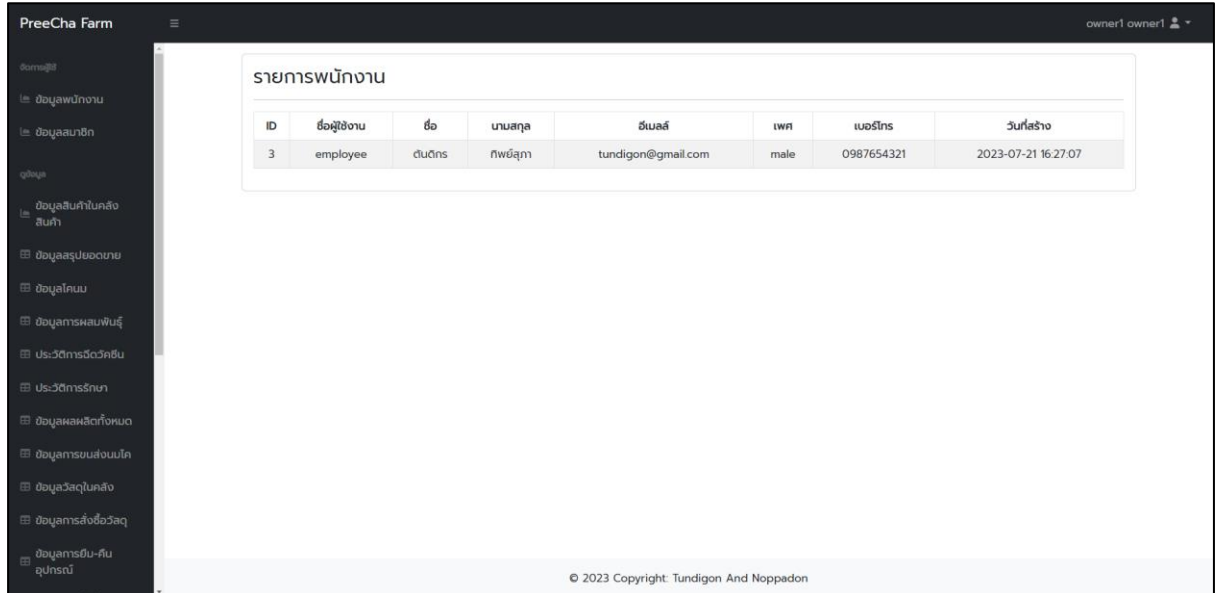 PreeCha Farm
owner1 owner1
จัดการผู้ใช้
ข้อมูลพนักงาน
ข้อมูลสมาชิก
ดูข้อมูล
ข้อมูลสินค้าในคลัง
สินค้า
ข้อมูลสรุปยอดขาย
ข้อมูลโคนม
ข้อมูลการผสมพันธุ์
ประวัติการฉีดวัคซีน
ประวัติการรักษา
ข้อมูลผลผลิตทั้งหมด
ข้อมูลการขนส่งนมโค
ข้อมูลวัสดุในคลัง
ข้อมูลการสั่งซื้อวัสดุ
ข้อมูลการยืม-คืน
อุปกรณ์
รายการพนักงาน
ID ชื่อผู้ใช้งาน ชื่อ นามสกุล อีเมลล์ เพศ เบอร์โทร วันที่สร้าง
3 employee ตันติกร ทิพย์สุภา tundigon@gmail.com male 0987654321 2023-07-21 16:27:07
© 2023 Copyright: Tundigon And Noppadon